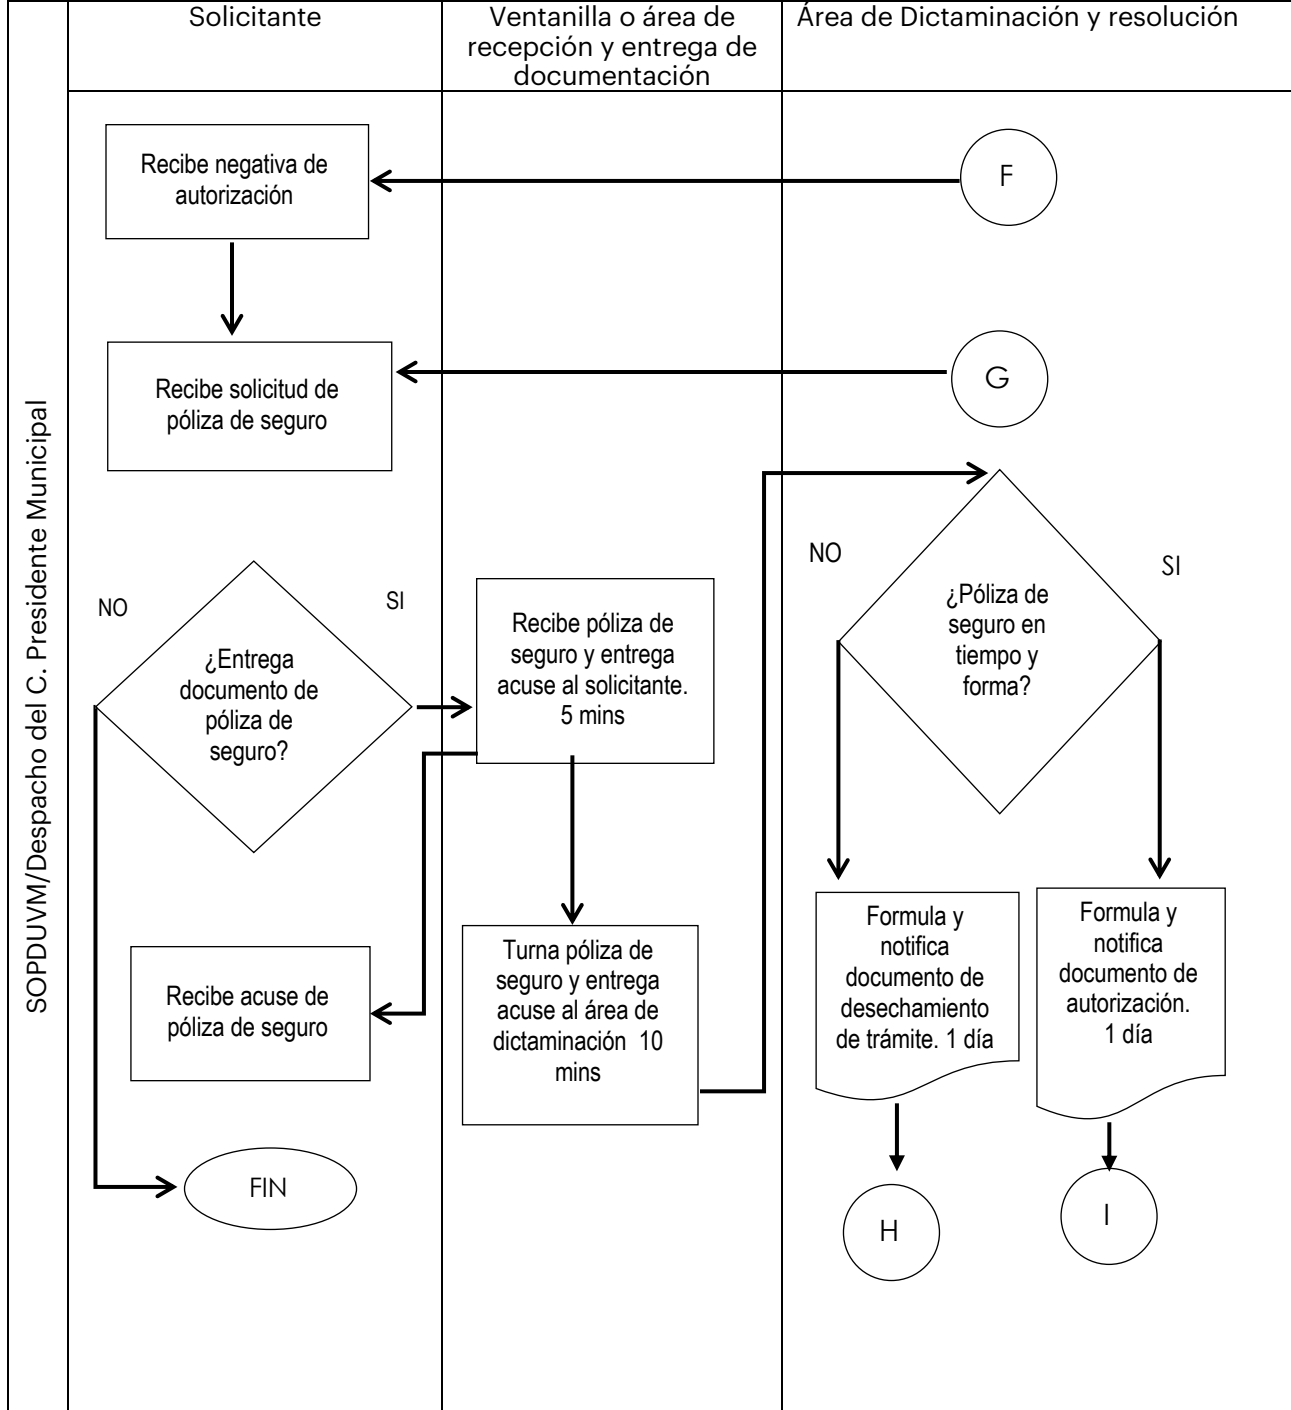 Solicitante
Ventanilla o área de
recepción y entrega de
documentación
Área de Dictaminación y resolución
SOPDUVM/Despacho del C. Presidente Municipal
Recibe negativa de
autorización
F
Recibe solicitud de
póliza de seguro
G
NO
SI
¿Entrega
documento de
póliza de
seguro?
Recibe póliza de
seguro y entrega
acuse al solicitante.
5 mins
NO
SI
¿Póliza de
seguro en
tiempo y
forma?
Recibe acuse de
póliza de seguro
Turna póliza de
seguro y entrega
acuse al área de
dictaminación 10
mins
Formula y
notifica
documento de
desechamiento
de trámite. 1 día
Formula y
notifica
documento de
autorización.
1 día
FIN
H
I